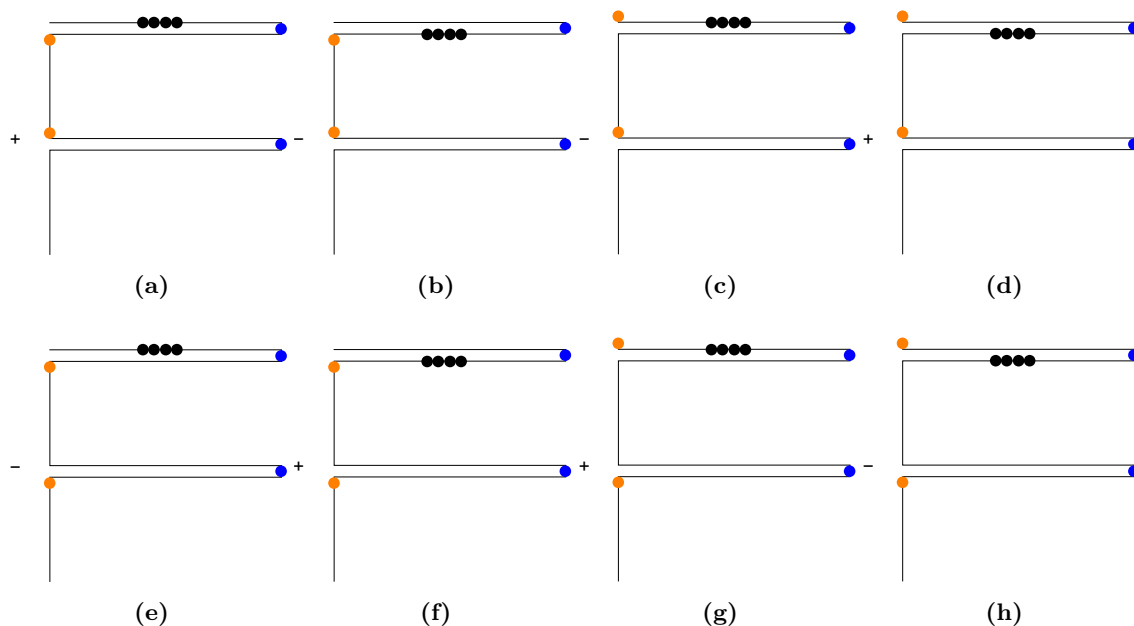 + − − +
(a) (b) (c) (d)
− + + −
(e) (f) (g) (h)